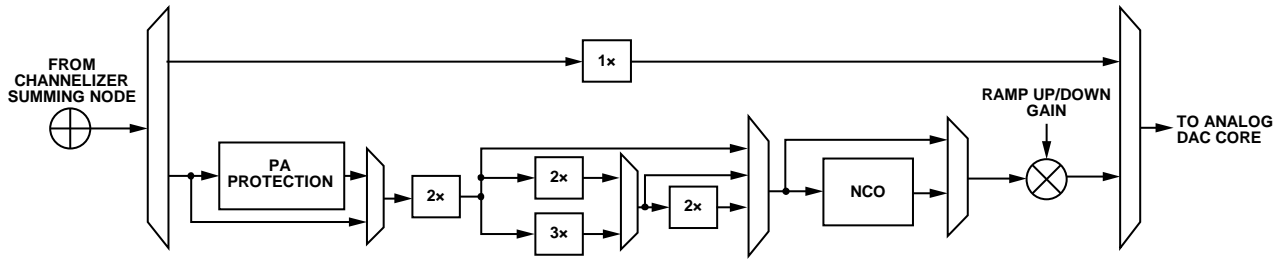 FROM
CHANNELIZER
SUMMING NODE
1×
RAMP UP/DOWN
GAIN
TO ANALOG
DAC CORE
PA
PROTECTION
2×
2×
3×
2×
NCO